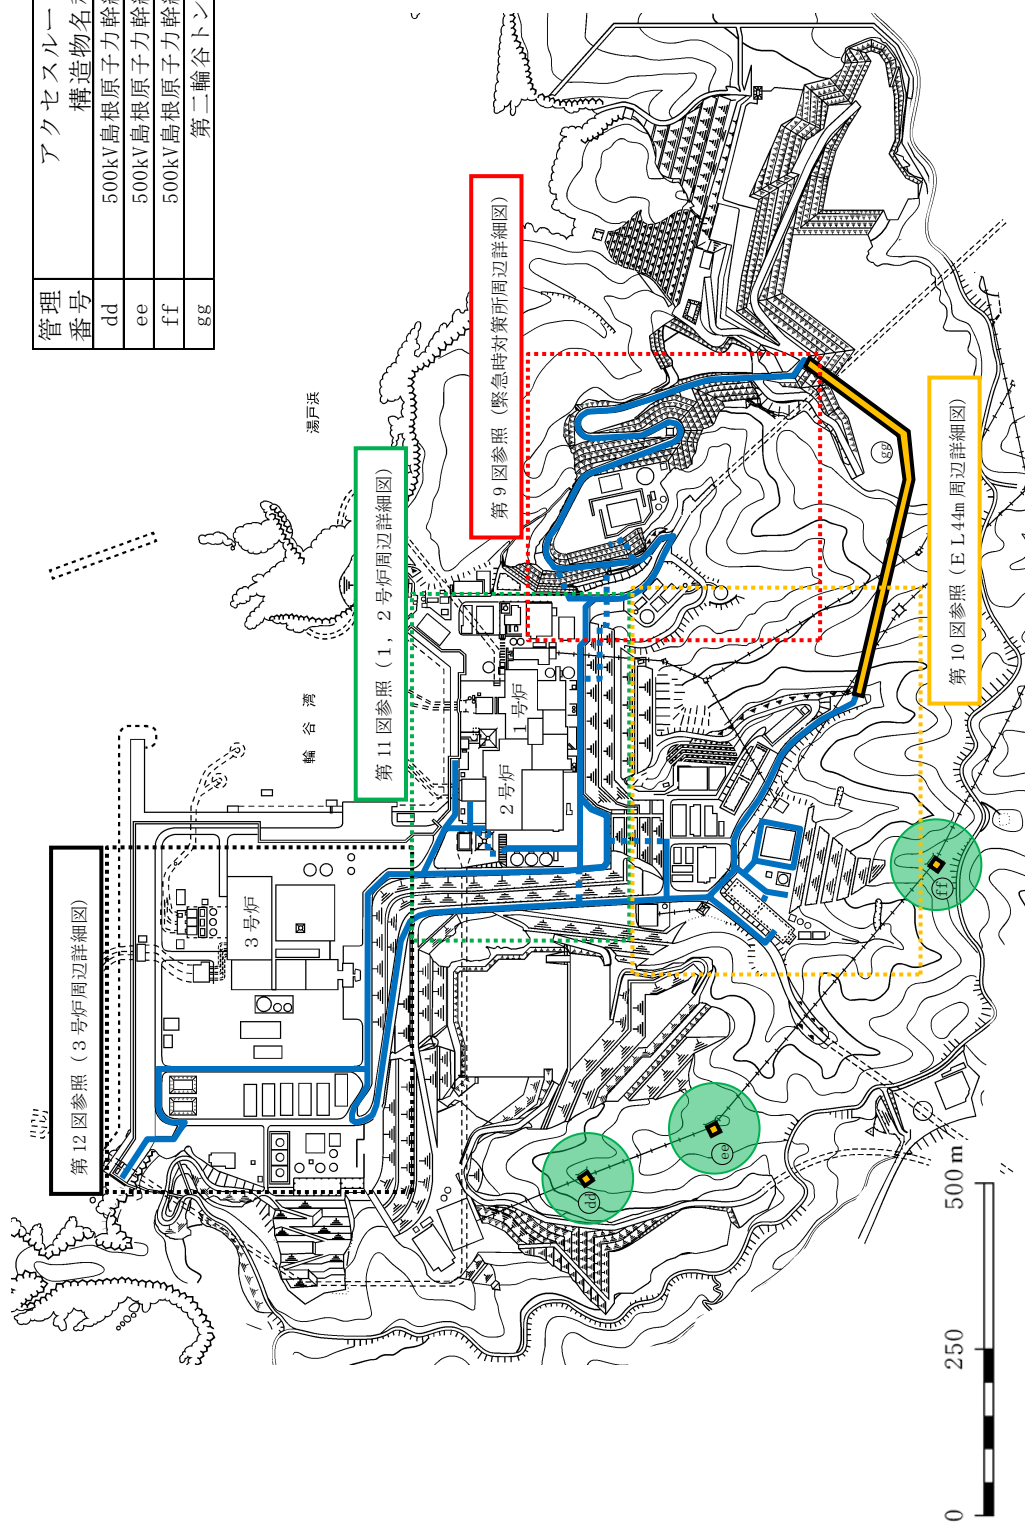 アクセスルー
構造物名
管理
番号
dd
500kV島根原子力幹
ee
500kV島根原子力幹
ff
500kV島根原子力幹
gg
第二輪谷トン
第12図参照（3号炉周辺詳細図）
第11図参照（1，2号炉周辺詳細図）
第9図参照（緊急時対策所周辺詳細図）
第10図参照（EL44m周辺詳細図）
湯戸浜
輪谷湾
3号炉
2号炉
1号炉
dd
ee
ff
gg
0
250
500 m